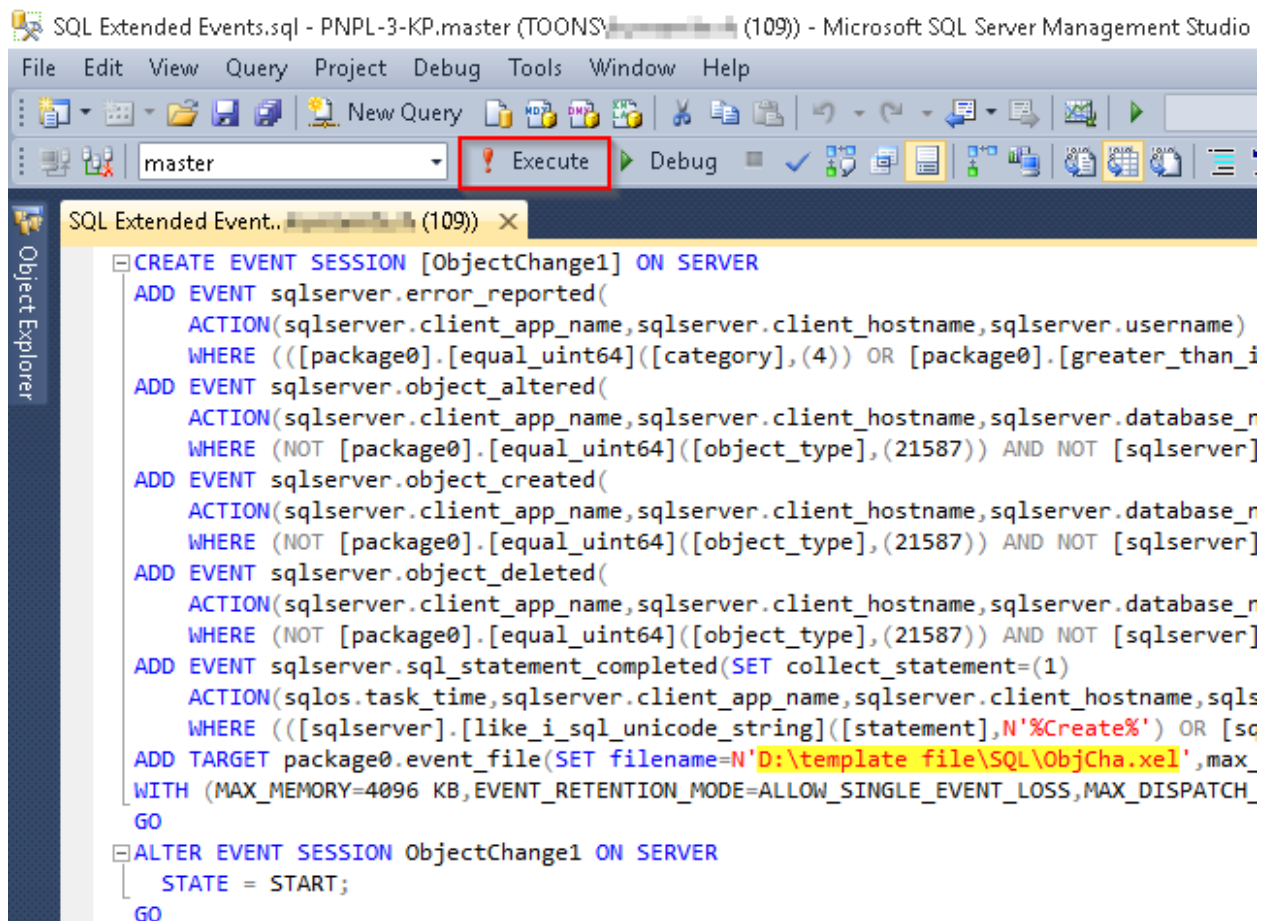 SQL Extended Events.sql - PNPL-3-KP.master (TOONS\ (109)) - Microsoft SQL Server Management Studio
File Edit View Query Project Debug Tools Window Help
New Query
master Execute Debug
Object Explorer
SQL Extended Event.. (109))
CREATE EVENT SESSION [ObjectChange1] ON SERVER
ADD EVENT sqlserver.error_reported(
ACTION(sqlserver.client_app_name,sqlserver.client_hostname,sqlserver.username)
WHERE (([package0].[equal_uint64]([category],(4)) OR [package0].[greater_than_i
ADD EVENT sqlserver.object_altered(
ACTION(sqlserver.client_app_name,sqlserver.client_hostname,sqlserver.database_n
WHERE (NOT [package0].[equal_uint64]([object_type],(21587)) AND NOT [sqlserver]
ADD EVENT sqlserver.object_created(
ACTION(sqlserver.client_app_name,sqlserver.client_hostname,sqlserver.database_n
WHERE (NOT [package0].[equal_uint64]([object_type],(21587)) AND NOT [sqlserver]
ADD EVENT sqlserver.object_deleted(
ACTION(sqlserver.client_app_name,sqlserver.client_hostname,sqlserver.database_n
WHERE (NOT [package0].[equal_uint64]([object_type],(21587)) AND NOT [sqlserver]
ADD EVENT sqlserver.sql_statement_completed(SET collect_statement=(1)
ACTION(sqlos.task_time,sqlserver.client_app_name,sqlserver.client_hostname,sqls
WHERE (([sqlserver].[like_i_sql_unicode_string]([statement],N'%Create%') OR [sq
ADD TARGET package0.event_file(SET filename=N'D:\template file\SQL\ObjCha.xel',max_
WITH (MAX_MEMORY=4096 KB,EVENT_RETENTION_MODE=ALLOW_SINGLE_EVENT_LOSS,MAX_DISPATCH_
GO
ALTER EVENT SESSION ObjectChange1 ON SERVER
STATE = START;
GO